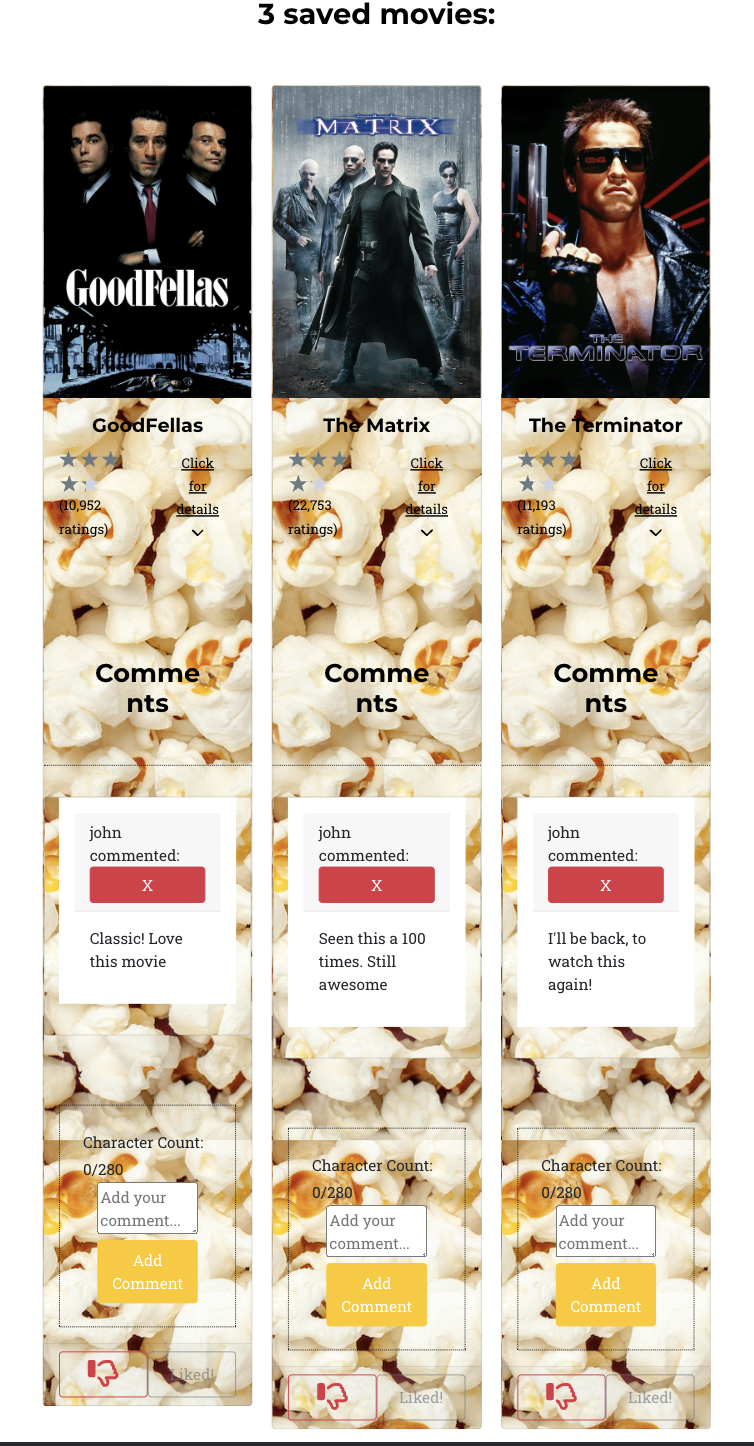 3 saved movies:
GoodFellas
GoodFellas
(10,952
ratings)
Click
for
details
Comme
nts
john
commented:
X
Classic! Love
this movie
Character Count:
0/280
Add your
comment...
Add
Comment
Liked!
MATRIX
The Matrix
(22,753
ratings)
Click
for
details
Comme
nts
john
commented:
X
Seen this a 100
times. Still
awesome
Character Count:
0/280
Add your
comment...
Add
Comment
Liked!
THE
TERMINATOR
The Terminator
(11,193
ratings)
Click
for
details
Comme
nts
john
commented:
X
I'll be back, to
watch this
again!
Character Count:
0/280
Add your
comment...
Add
Comment
Liked!